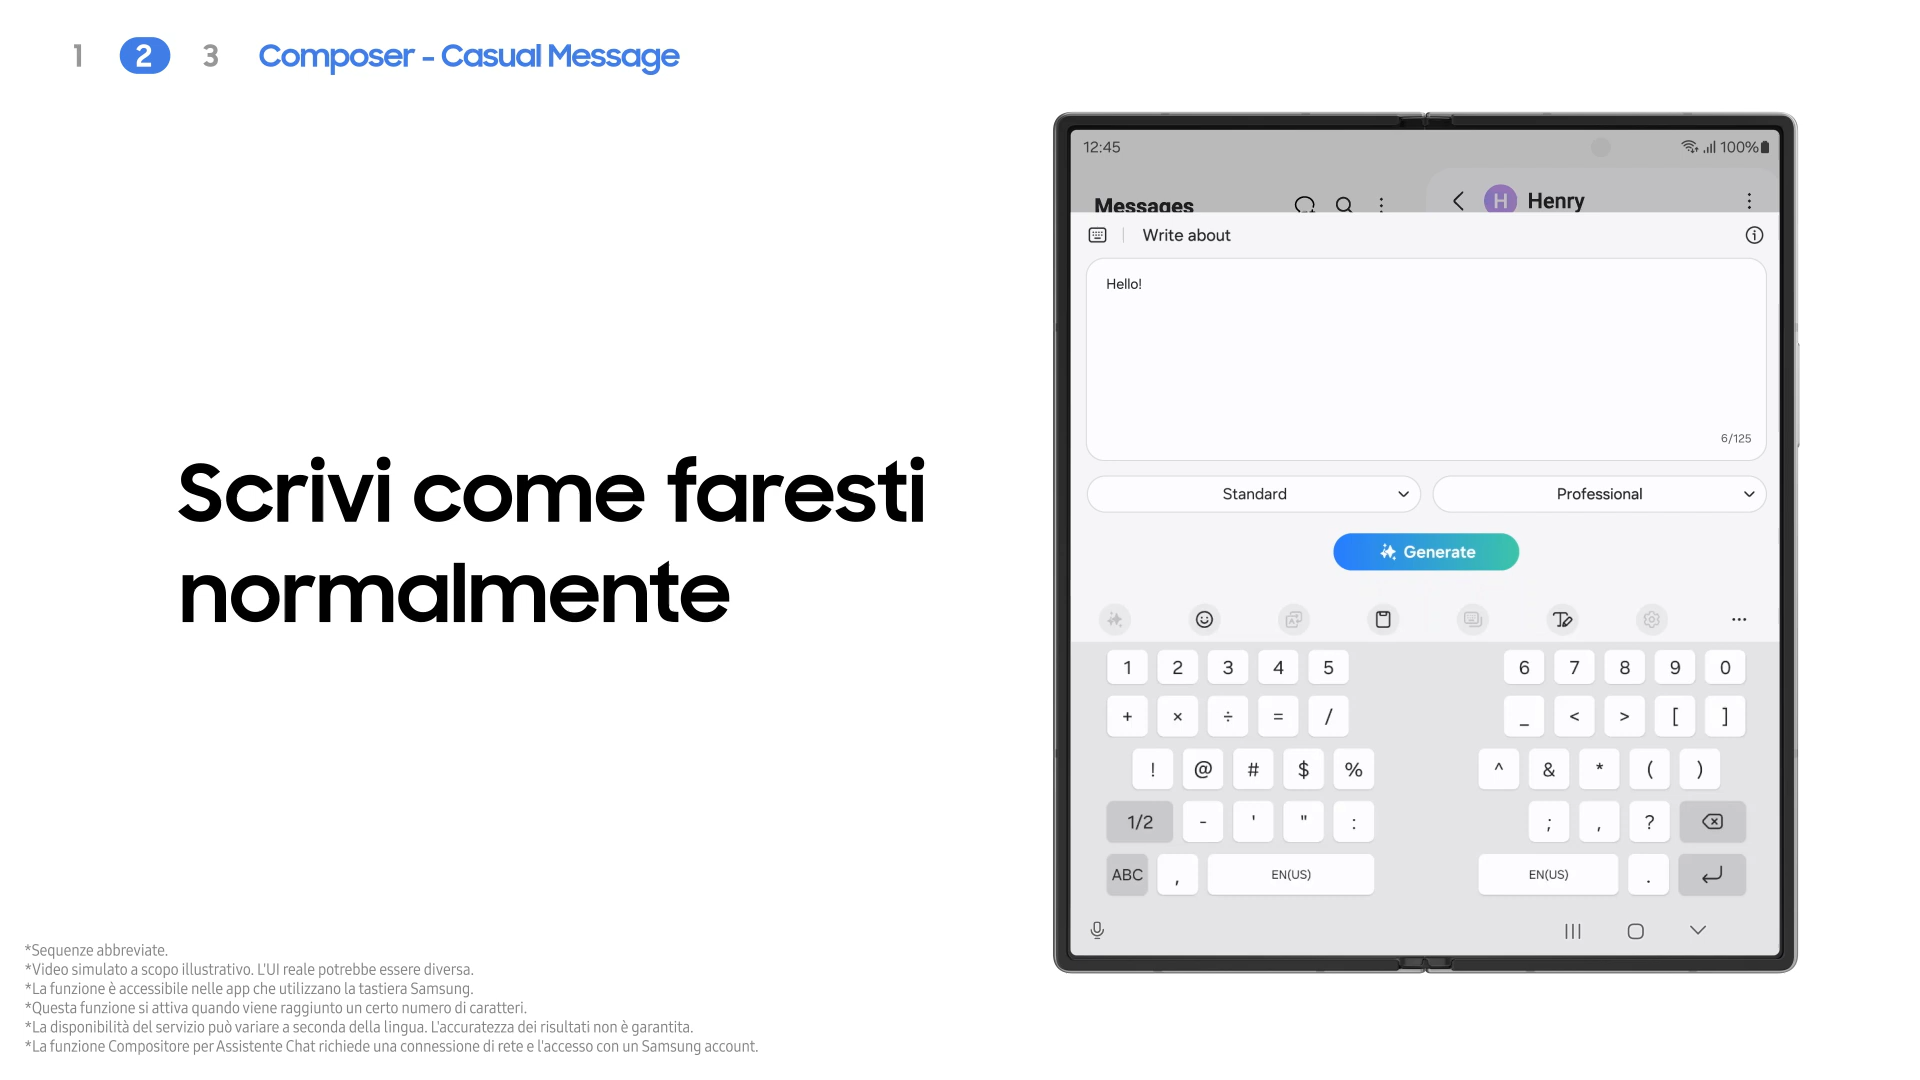 1 2 3 Composer - Casual Message
Scrivi come faresti
normalmente
12:45
100%
Messages
H Henry
Write about
Hello!
6/125
Standard
Professional
Generate
1 2 3 4 5 6 7 8 9 0
+ × ÷ = / _ < > [ ]
! @ # $ % ^ & * ( )
1/2 - ' " : ; , ?
ABC , EN(US) EN(US) .
*Sequenze abbreviate.
*Video simulato a scopo illustrativo. L'UI reale potrebbe essere diversa.
*La funzione è accessibile nelle app che utilizzano la tastiera Samsung.
*Questa funzione si attiva quando viene raggiunto un certo numero di caratteri.
*La disponibilità del servizio può variare a seconda della lingua. L'accuratezza dei risultati non è garantita.
*La funzione Compositore per Assistente Chat richiede una connessione di rete e l'accesso con un Samsung account.